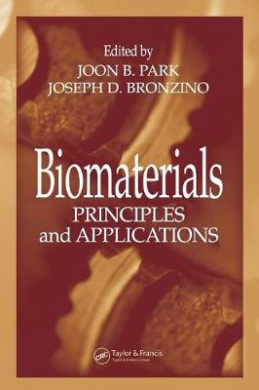 Edited by
JOON B. PARK
JOSEPH D. BRONZINO
Biomaterials
PRINCIPLES
and APPLICATIONS
Taylor & Francis